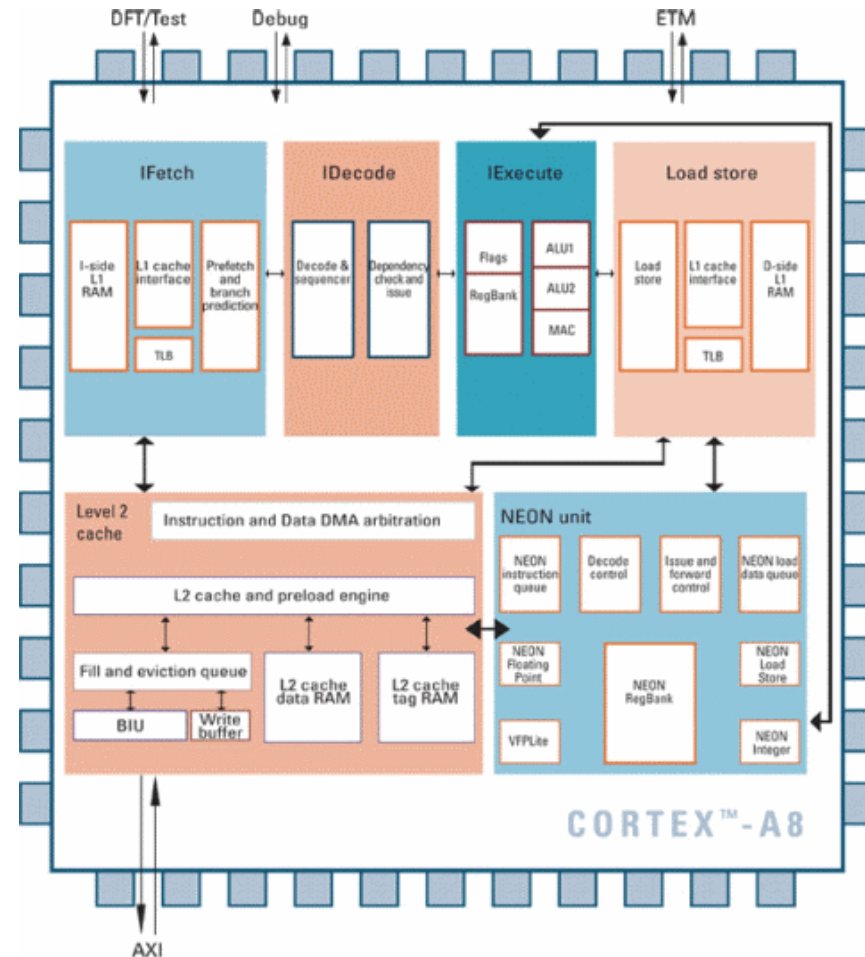 DFT/Test
Debug
ETM
IFetch
I-side
L1
RAM
L1 cache
interface
TLB
Prefetch
and
branch
prediction
IDecode
Decode &
sequencer
Dependency
check and
issue
IExecute
Flags
RegBank
ALU1
ALU2
MAC
Load store
Load
store
L1 cache
interface
TLB
D-side
L1
RAM
Level 2
cache
Instruction and Data DMA arbitration
L2 cache and preload engine
Fill and eviction queue
BIU
Write
buffer
L2 cache
data RAM
L2 cache
tag RAM
NEON unit
NEON
instruction
queue
Decode
control
Issue and
forward
control
NEON load
data queue
NEON
Floating
Point
NEON
RegBank
NEON
Load
Store
VFPLite
NEON
Integer
CORTEX™-A8
AXI